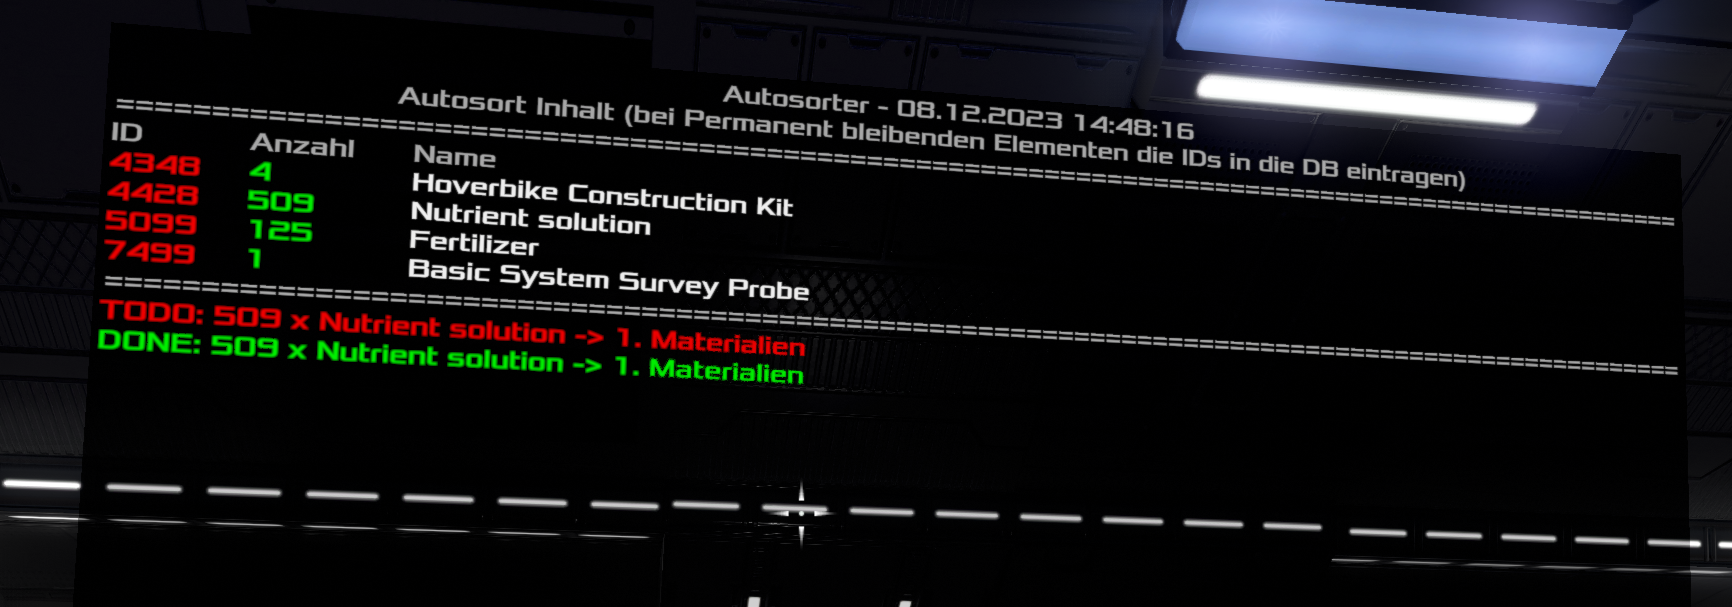 Autosorter - 08.12.2023 14:48:16
Autosort Inhalt (bei Permanent bleibenden Elementen die IDs in die DB eintragen)
================================================================================
ID Anzahl Name
4348 4 Hoverbike Construction Kit
4428 509 Nutrient solution
5099 125 Fertilizer
7499 1 Basic System Survey Probe
================================================================================
TODO: 509 x Nutrient solution -> 1. Materialien
DONE: 509 x Nutrient solution -> 1. Materialien